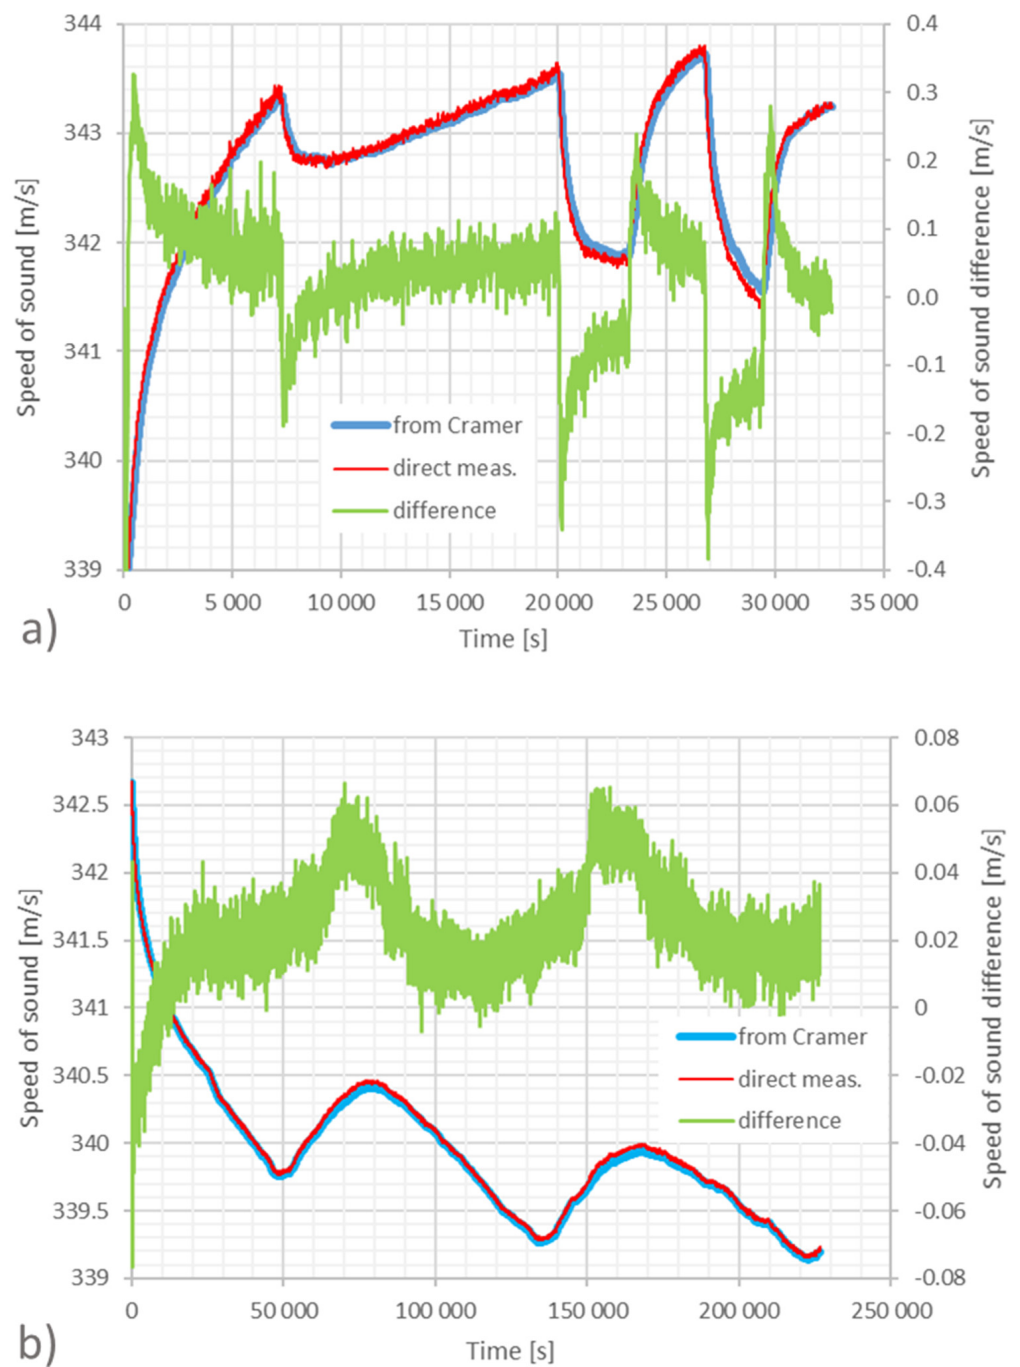 344
343
342
341
340
339
Speed of sound [m/s]
0.4
0.3
0.2
0.1
0.0
-0.1
-0.2
-0.3
-0.4
Speed of sound difference [m/s]
from Cramer
direct meas.
difference
0 5 000 10 000 15 000 20 000 25 000 30 000 35 000
Time [s]
a)
343
342.5
342
341.5
341
340.5
340
339.5
339
Speed of sound [m/s]
0.08
0.06
0.04
0.02
0
-0.02
-0.04
-0.06
-0.08
Speed of sound difference [m/s]
from Cramer
direct meas.
difference
0 50 000 100 000 150 000 200 000 250 000
Time [s]
b)